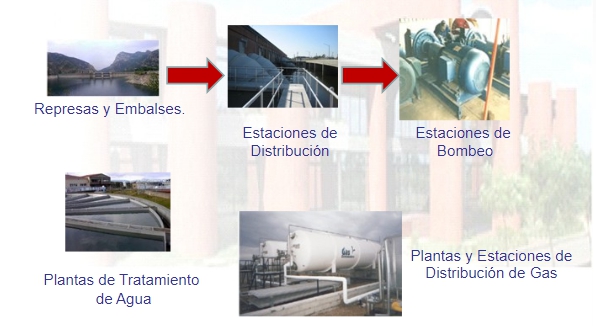 Represas y Embalses.
Estaciones de
Distribución
Estaciones de
Bombeo
Plantas de Tratamiento
de Agua
Plantas y Estaciones de
Distribución de Gas